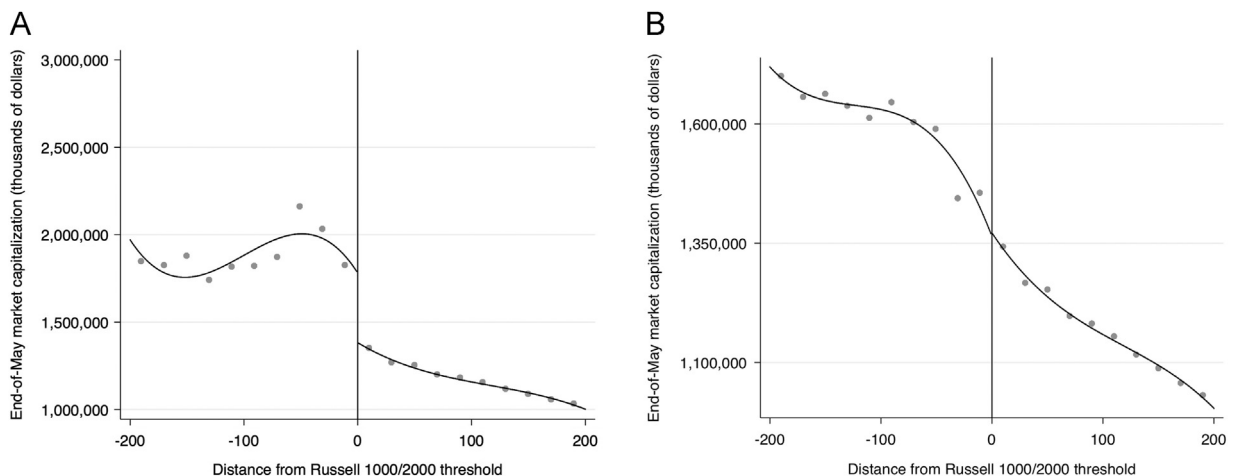 A
End-of-May market capitalization (thousands of dollars)
3,000,000
2,500,000
2,000,000
1,500,000
1,000,000
-200 -100 0 100 200
Distance from Russell 1000/2000 threshold
B
End-of-May market capitalization (thousands of dollars)
1,600,000
1,350,000
1,100,000
-200 -100 0 100 200
Distance from Russell 1000/2000 threshold